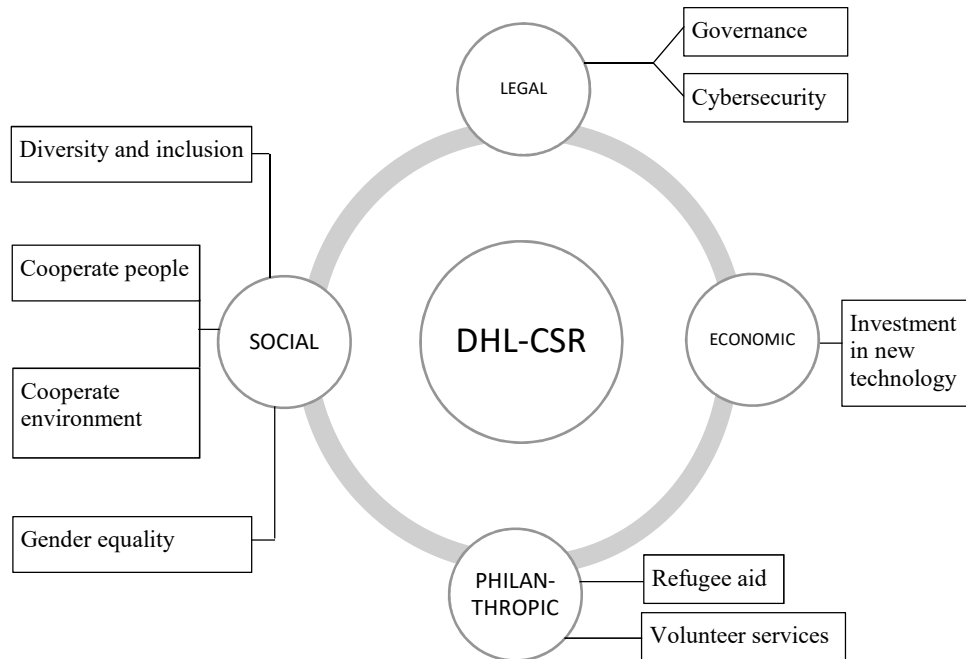 Governance
LEGAL
Cybersecurity
Diversity and inclusion
Cooperate people
SOCIAL
DHL-CSR
ECONOMIC
Investment
in new
technology
Cooperate
environment
Gender equality
PHILAN-
THROPIC
Refugee aid
Volunteer services